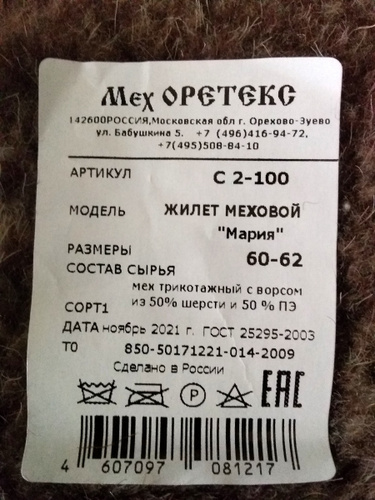 Мех ОРЕТЕКС
142600РОССИЯ,Московская обл г. Орехово-Зуево
ул. Бабушкина 5. +7 (496)416-94-72,
+7(495)508-84-10
АРТИКУЛ С 2-100
МОДЕЛЬ ЖИЛЕТ МЕХОВОЙ
"Мария"
РАЗМЕРЫ 60-62
СОСТАВ СЫРЬЯ
мех трикотажный с ворсом
из 50% шерсти и 50 % ПЭ
СОРТ1
ДАТА ноябрь 2021 г. ГОСТ 25295-2003
ТО 850-50171221-014-2009
Сделано в России
P EAC
4 607097 081217